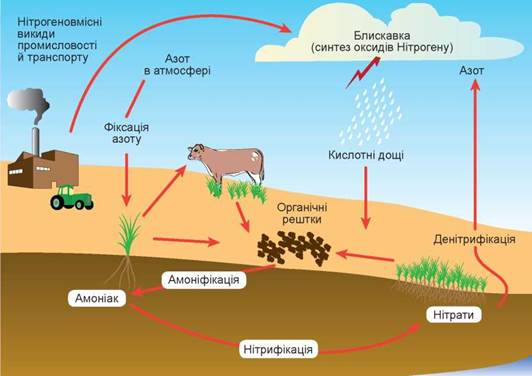 Нітрогеновмісні
викиди
промисловості
й транспорту
Азот
в атмосфері
Блискавка
(синтез оксидів Нітрогену)
Азот
Фіксація
азоту
Кислотні дощі
Органічні
рештки
Денітрифікація
Амоніфікація
Амоніак
Нітрати
Нітрифікація